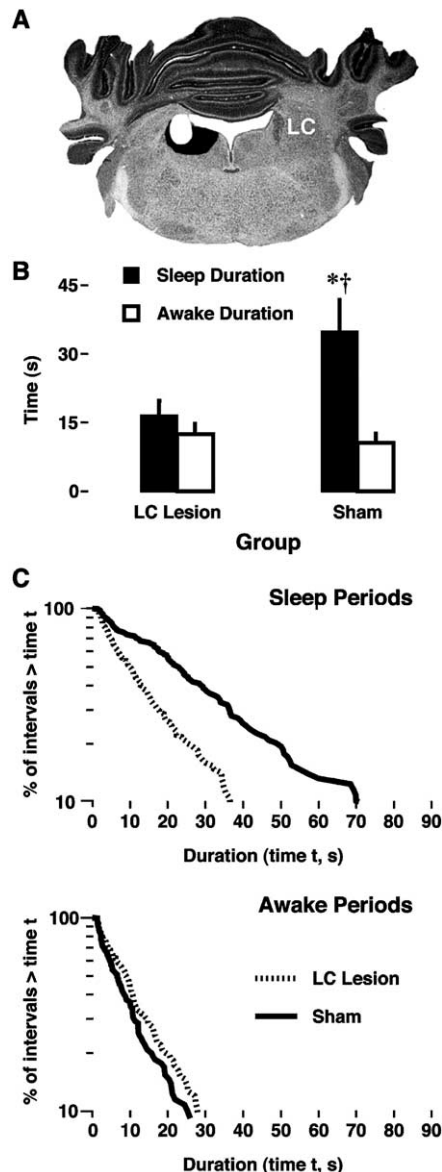 A
LC
B
Sleep Duration
Awake Duration
*†
45
30
15
0
Time (s)
LC Lesion
Sham
Group
C
Sleep Periods
100
10
% of intervals > time t
0 10 20 30 40 50 60 70 80 90
Duration (time t, s)
Awake Periods
100
LC Lesion
Sham
10
% of intervals > time t
0 10 20 30 40 50 60 70 80 90
Duration (time t, s)